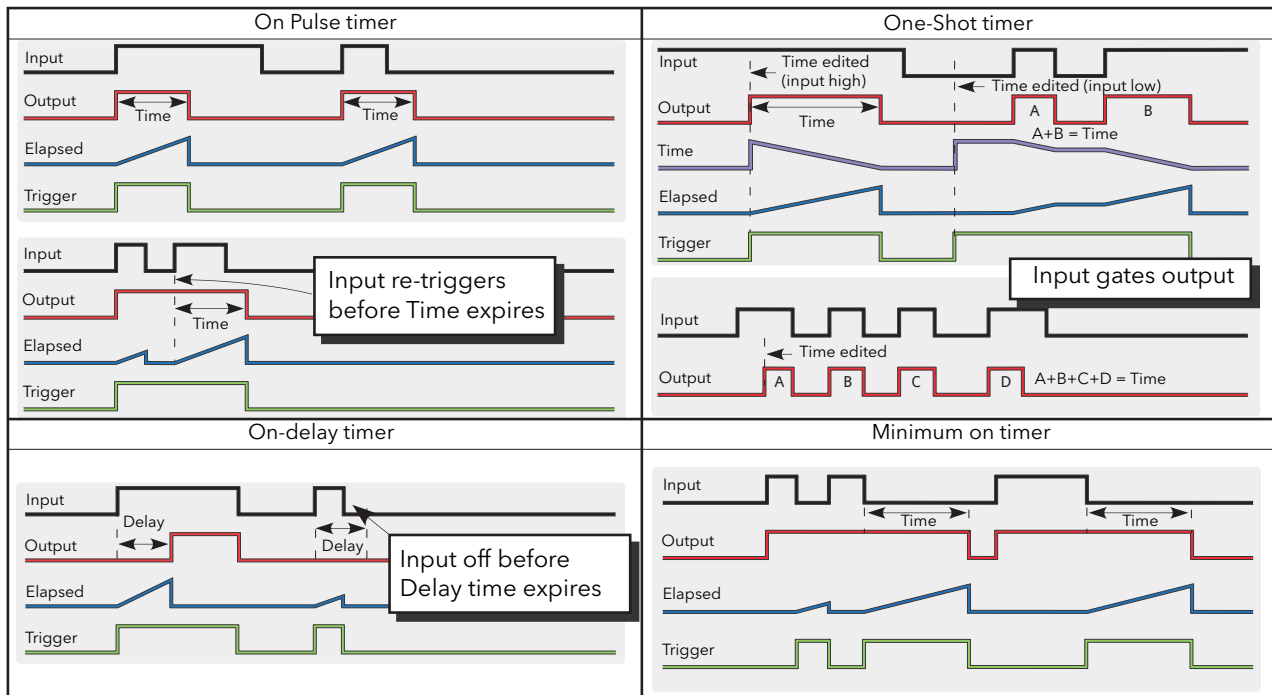 On Pulse timer
Input
Output
Time
Time
Elapsed
Trigger
Input
Input re-triggers
before Time expires
Output
Time
Elapsed
Trigger
One-Shot timer
Input
Time edited
(input high)
Time edited (input low)
Output
Time
A
B
A+B = Time
Time
Elapsed
Trigger
Input gates output
Input
Time edited
Output
A
B
C
D
A+B+C+D = Time
On-delay timer
Input
Delay
Output
Delay
Input off before
Delay time expires
Elapsed
Trigger
Minimum on timer
Input
Time
Time
Output
Elapsed
Trigger